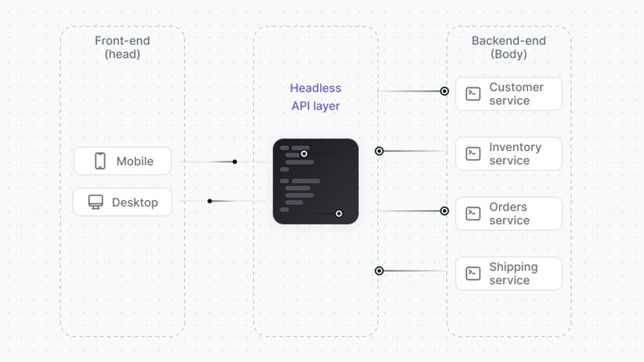 Front-end
(head)
Mobile
Desktop
Headless
API layer
Backend-end
(Body)
Customer
service
Inventory
service
Orders
service
Shipping
service